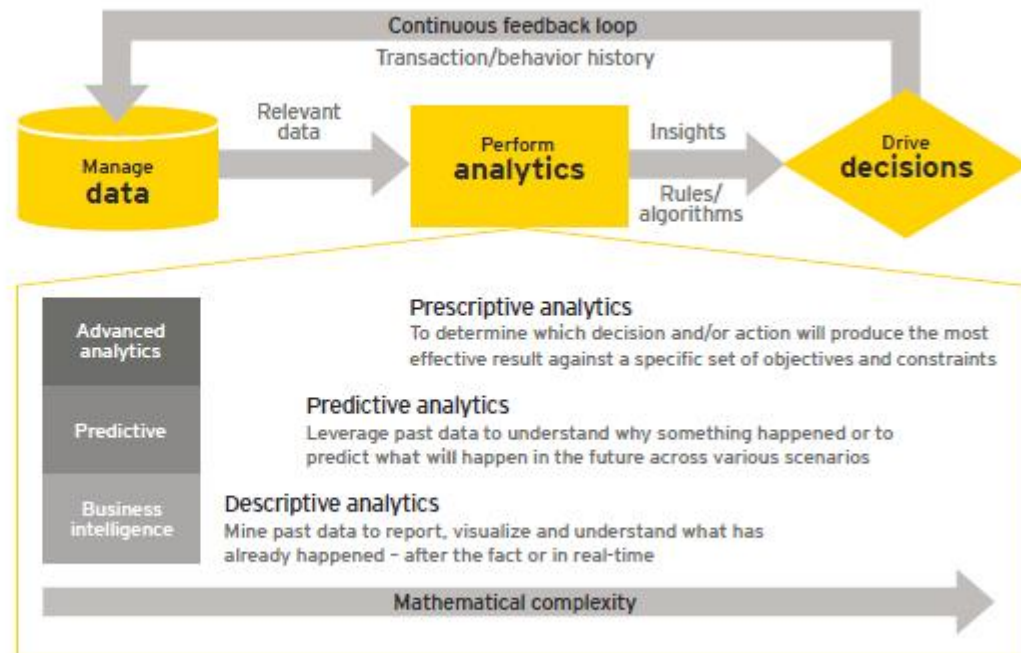 Continuous feedback loop
Transaction/behavior history
Relevant
data
Manage
data
Perform
analytics
Insights
Rules/
algorithms
Drive
decisions
Advanced
analytics
Prescriptive analytics
To determine which decision and/or action will produce the most
effective result against a specific set of objectives and constraints
Predictive
Predictive analytics
Leverage past data to understand why something happened or to
predict what will happen in the future across various scenarios
Business
intelligence
Descriptive analytics
Mine past data to report, visualize and understand what has
already happened – after the fact or in real-time
Mathematical complexity